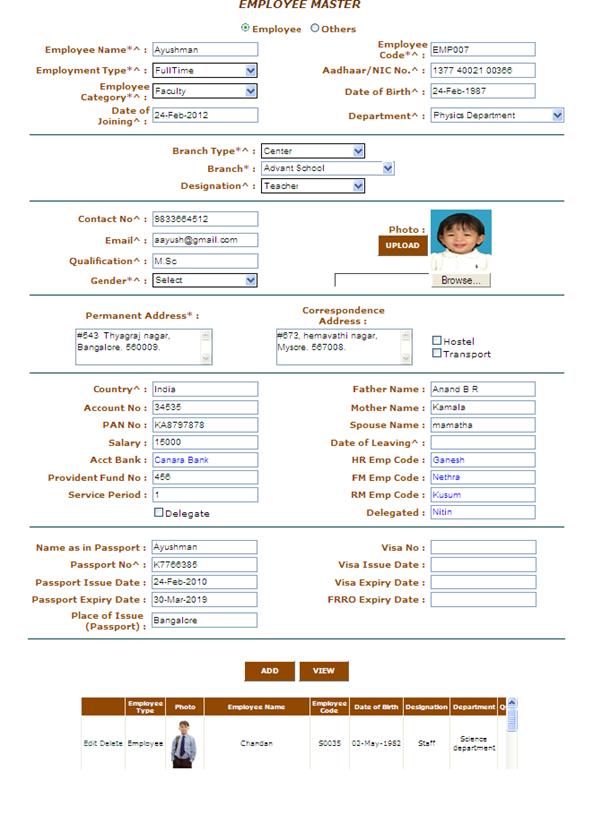 EMPLOYEE MASTER
Employee Others
Employee Name*^ : Ayushman Employee Code*^ : EMP007
Employment Type*^ : FullTime Aadhaar/NIC No.^ : 1377 40021 00366
Employee Category*^ : Faculty Date of Birth^ : 24-Feb-1987
Date of Joining^ : 24-Feb-2012 Department^ : Physics Department
Branch Type*^ : Center
Branch* : Advant School
Designation^ : Teacher
Contact No^ : 9833664512
Photo :
Email^ : aayush@gmail.com UPLOAD
Qualification^ : M.Sc
Gender*^ : Select Browse...
Permanent Address* : Correspondence Address :
#543 Thyagraj nagar, #673, hemavathi nagar, Hostel
Bangalore. 560009. Mysore. 567008. Transport
Country^ : India Father Name : Anand B R
Account No : 34535 Mother Name : Kamala
PAN No : KA8797878 Spouse Name : mamatha
Salary : 15000 Date of Leaving^ :
Acct Bank : Canara Bank HR Emp Code : Ganesh
Provident Fund No : 456 FM Emp Code : Nethra
Service Period : 1 RM Emp Code : Kusum
Delegate Delegated : Nitin
Name as in Passport : Ayushman Visa No :
Passport No^ : K7766385 Visa Issue Date :
Passport Issue Date : 24-Feb-2010 Visa Expiry Date :
Passport Expiry Date : 30-Mar-2019 FRRO Expiry Date :
Place of Issue (Passport) : Bangalore
ADD VIEW
Employee Type Photo Employee Name Employee Code Date of Birth Designation Department Q
Edit Delete Employee Chandan S0035 02-May-1982 Staff Science department